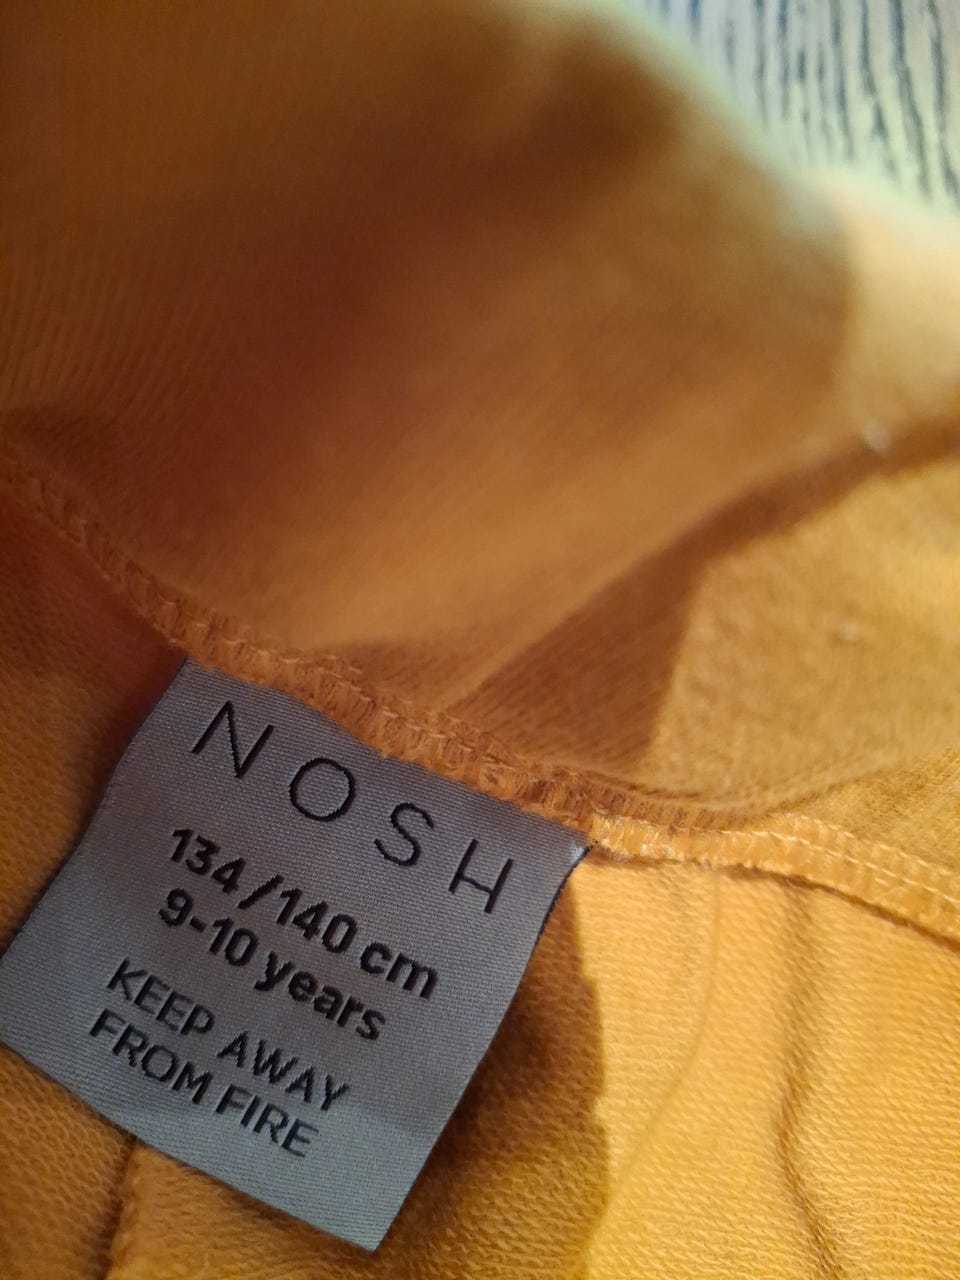 NOSH
134/140 cm
9-10 years
KEEP AWAY
FROM FIRE